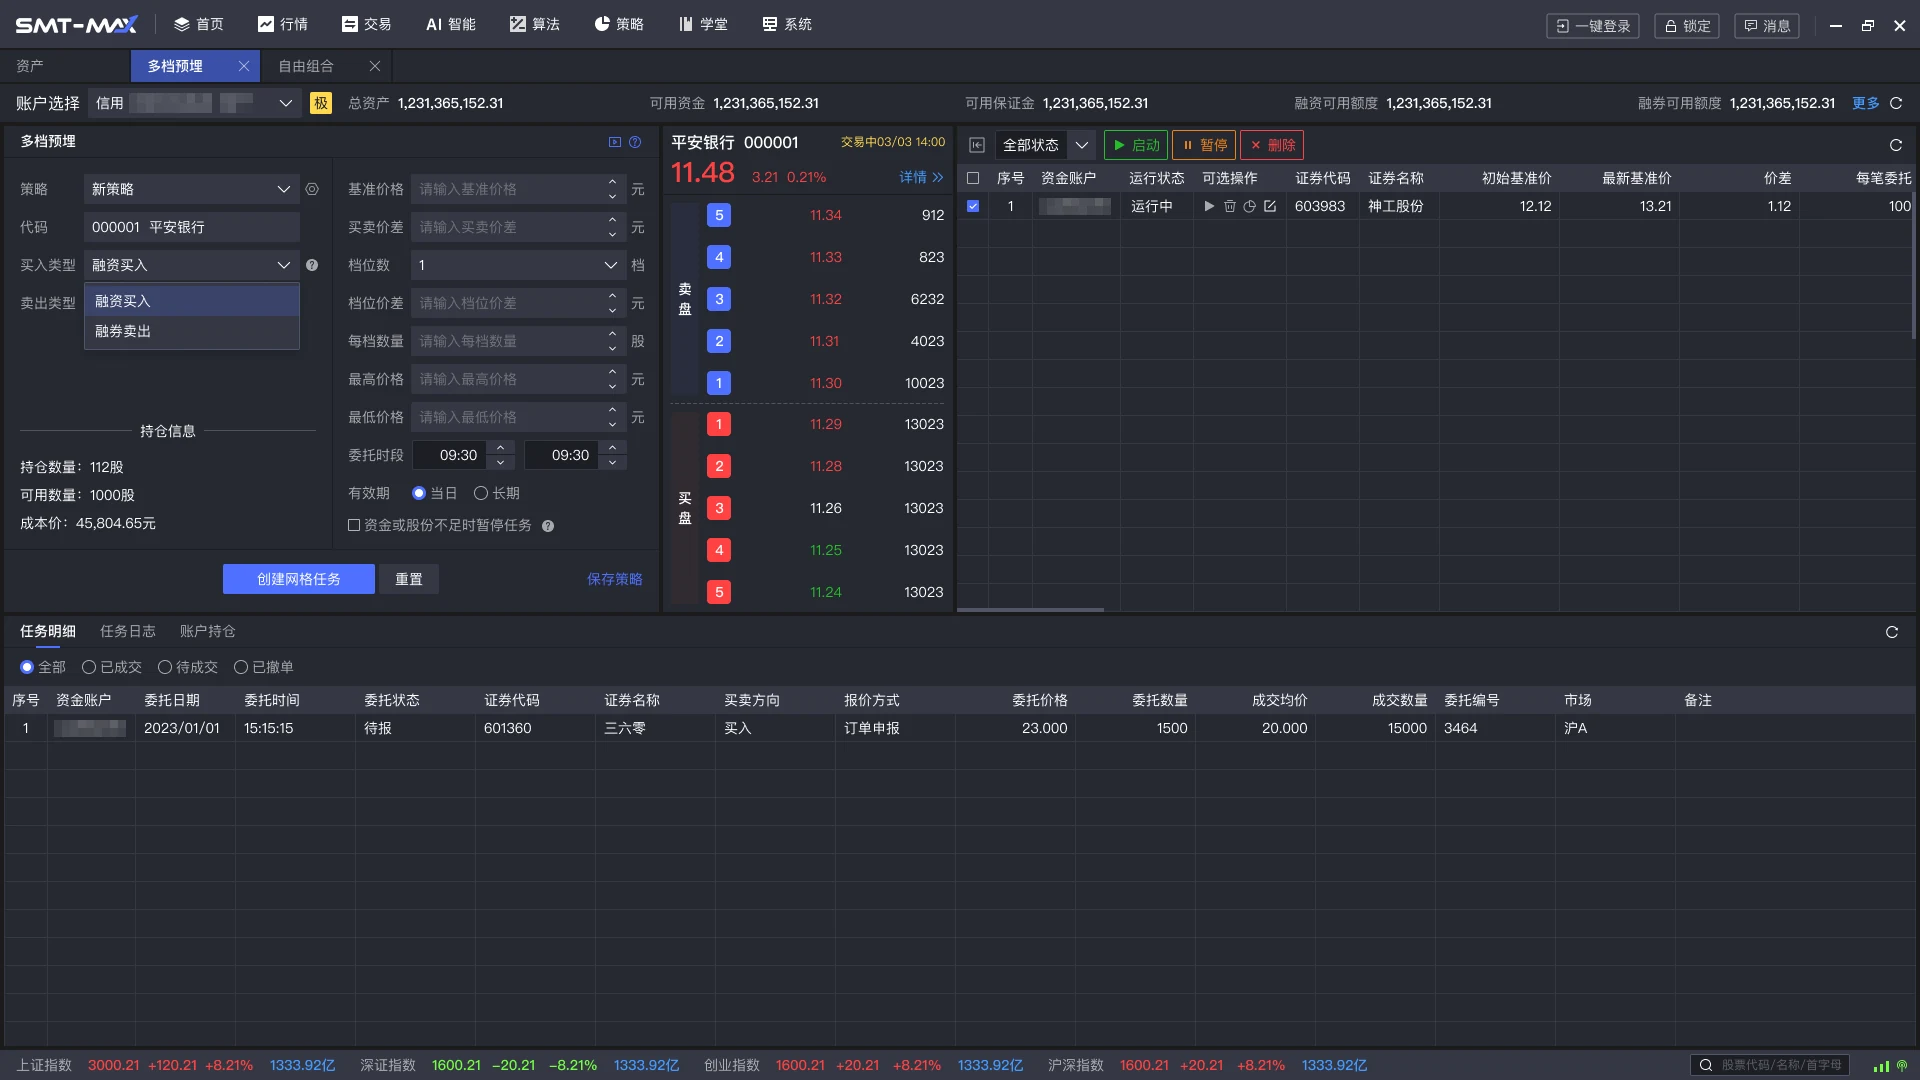 SMT-MAX 首页 行情 交易 AI 智能 算法 策略 学堂 系统 一键登录 锁定 消息
资产 多档预埋 自由组合
账户选择 信用 极 总资产 1,231,365,152.31 可用资金 1,231,365,152.31 可用保证金 1,231,365,152.31 融资可用额度 1,231,365,152.31 融券可用额度 1,231,365,152.31 更多
多档预埋
策略 新策略
代码 000001 平安银行
买入类型 融资买入
卖出类型
融资买入
融券卖出
持仓信息
持仓数量：112股
可用数量：1000股
成本价：45,804.65元
基准价格 请输入基准价格 元
买卖价差 请输入买卖价差 元
档位数 1 档
档位价差 请输入档位价差 元
每档数量 请输入每档数量 股
最高价格 请输入最高价格 元
最低价格 请输入最低价格 元
委托时段 09:30 09:30
有效期 当日 长期
资金或股份不足时暂停任务
创建网格任务 重置 保存策略
平安银行 000001 交易中03/03 14:00
11.48 3.21 0.21% 详情
卖盘
5 11.34 912
4 11.33 823
3 11.32 6232
2 11.31 4023
1 11.30 10023
买盘
1 11.29 13023
2 11.28 13023
3 11.26 13023
4 11.25 13023
5 11.24 13023
全部状态 启动 暂停 删除
序号 资金账户 运行状态 可选操作 证券代码 证券名称 初始基准价 最新基准价 价差 每笔委托
1 运行中 603983 神工股份 12.12 13.21 1.12 100
任务明细 任务日志 账户持仓
全部 已成交 待成交 已撤单
序号 资金账户 委托日期 委托时间 委托状态 证券代码 证券名称 买卖方向 报价方式 委托价格 委托数量 成交均价 成交数量 委托编号 市场 备注
1 2023/01/01 15:15:15 待报 601360 三六零 买入 订单申报 23.000 1500 20.000 15000 3464 沪A
上证指数 3000.21 +120.21 +8.21% 1333.92亿 深证指数 1600.21 −20.21 −8.21% 1333.92亿 创业指数 1600.21 +20.21 +8.21% 1333.92亿 沪深指数 1600.21 +20.21 +8.21% 1333.92亿 股票代码/名称/首字母